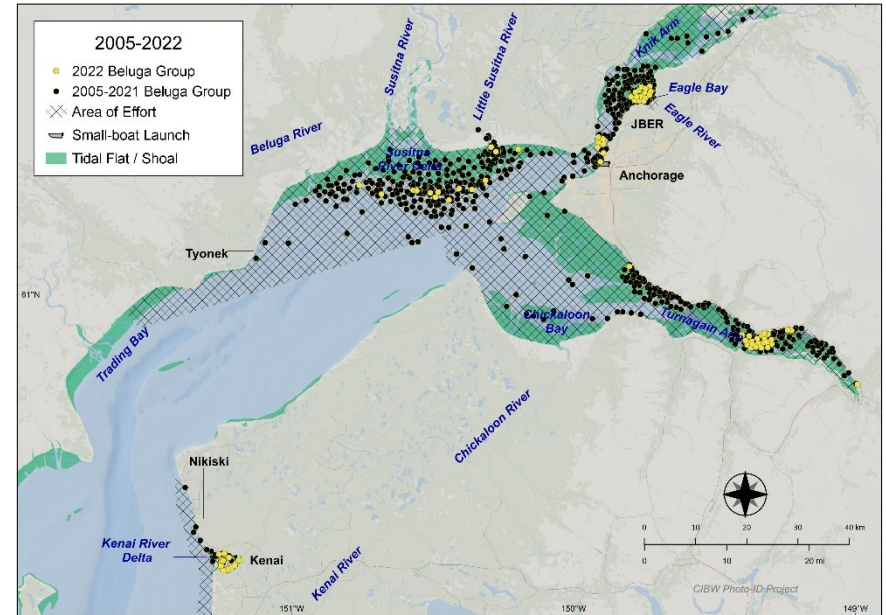 2005-2022
2022 Beluga Group
2005-2021 Beluga Group
Area of Effort
Small-boat Launch
Tidal Flat / Shoal
Susitna River
Little Susitna River
Knik Arm
Eagle Bay
Eagle River
JBER
Beluga River
Susitna
River Delta
Anchorage
Tyonek
61°N
Chickaloon
Bay
Turnagain Arm
Trading Bay
Chickaloon River
Nikiski
Kenai River
Delta
Kenai
Kenai River
0 10 20 40 km
0 10 20 mi
CIBW Photo-ID Project
151°W
150°W
149°W